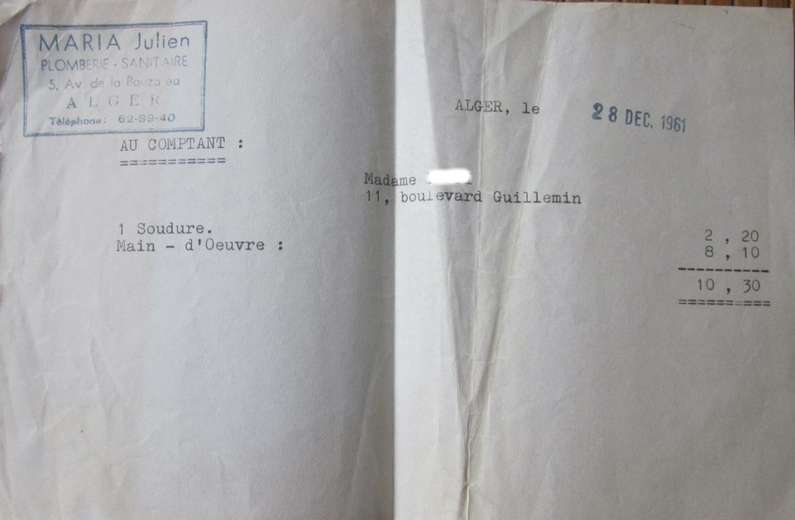 MARIA Julien
PLOMBERIE - SANITAIRE
5, Av. de la Bouzaréa
ALGER
Téléphone: 62-89-40
ALGER, le 28 DEC. 1961
AU COMPTANT :
===========
Madame
11, boulevard Guillemin
1 Soudure. 2 , 20
Main - d'Oeuvre : 8 , 10
----------
10 , 30
==========